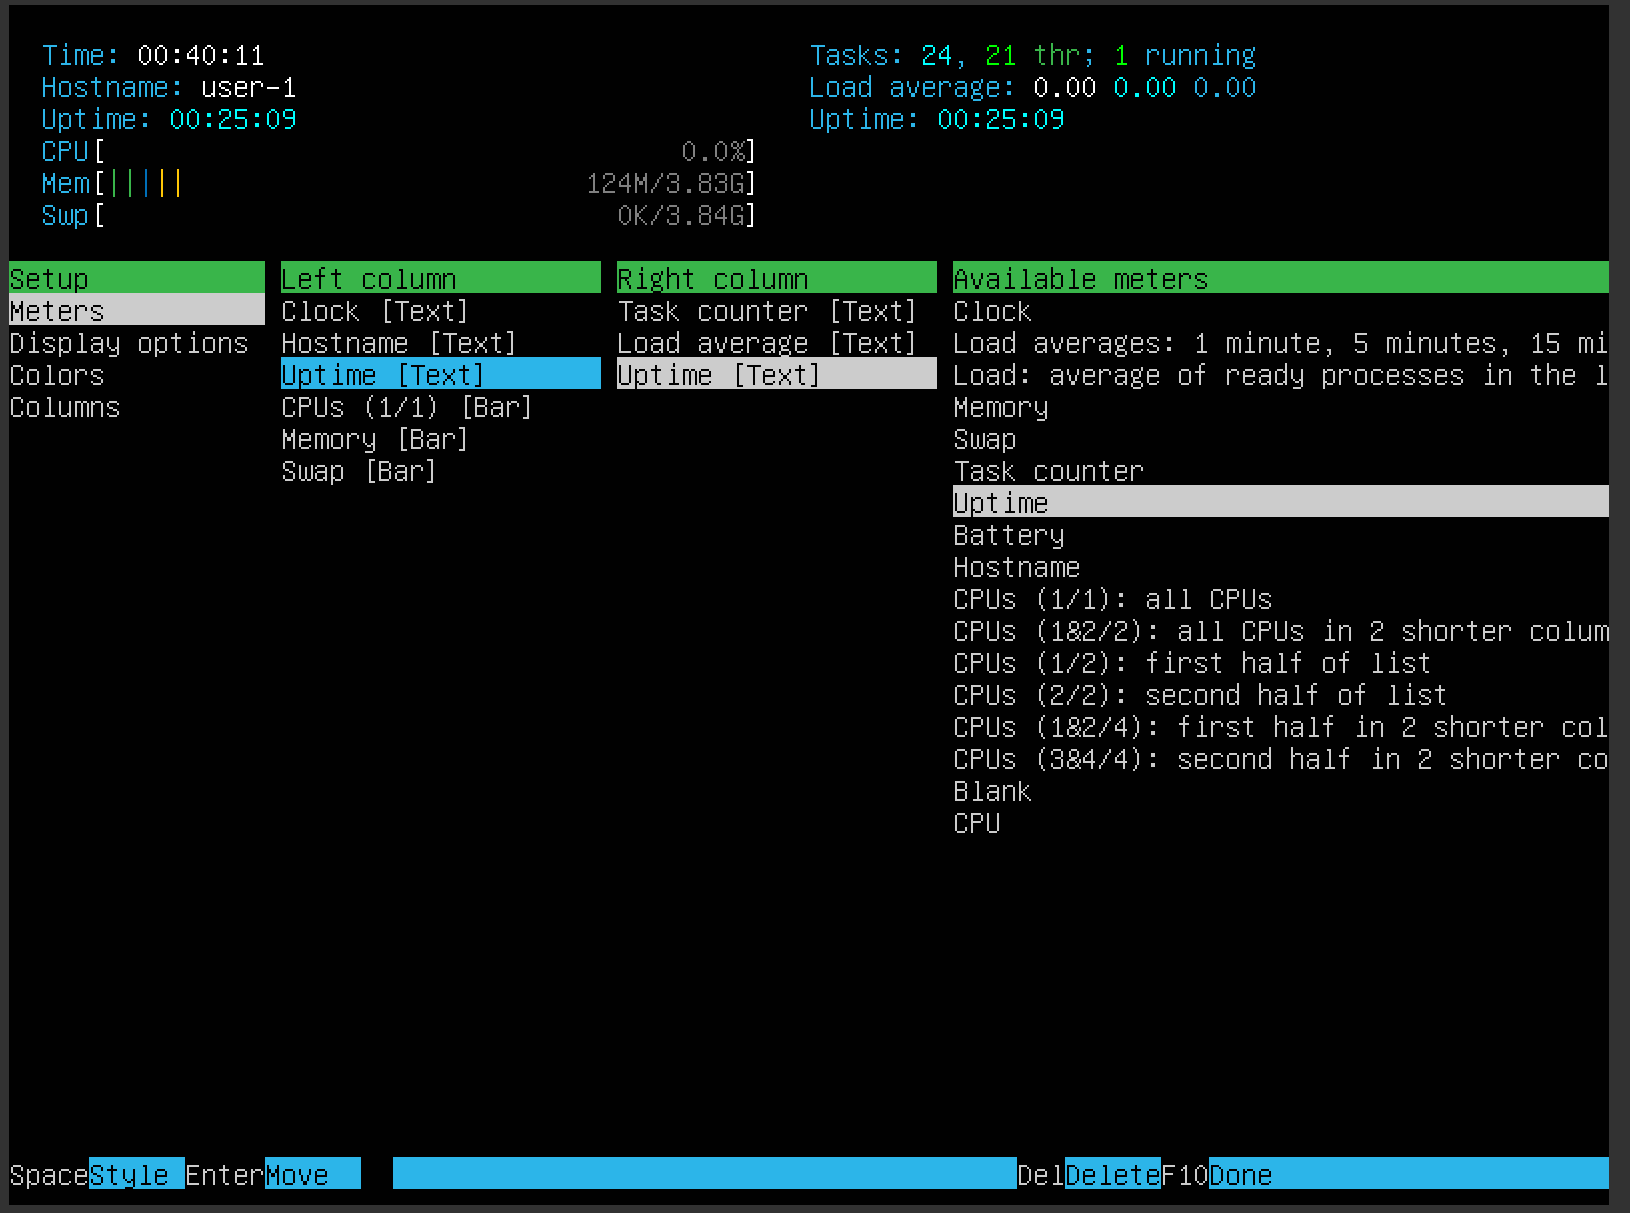 Time: 00:40:11 Tasks: 24, 21 thr; 1 running
Hostname: user-1 Load average: 0.00 0.00 0.00
Uptime: 00:25:09 Uptime: 00:25:09
CPU[ 0.0%]
Mem[||||| 124M/3.83G]
Swp[ 0K/3.84G]
Setup Left column Right column Available meters
Meters Clock [Text] Task counter [Text] Clock
Display options Hostname [Text] Load average [Text] Load averages: 1 minute, 5 minutes, 15 mi
Colors Uptime [Text] Uptime [Text] Load: average of ready processes in the l
Columns CPUs (1/1) [Bar] Memory
Memory [Bar] Swap
Swap [Bar] Task counter
Uptime
Battery
Hostname
CPUs (1/1): all CPUs
CPUs (1&2/2): all CPUs in 2 shorter colum
CPUs (1/2): first half of list
CPUs (2/2): second half of list
CPUs (1&2/4): first half in 2 shorter col
CPUs (3&4/4): second half in 2 shorter co
Blank
CPU
SpaceStyle EnterMove DelDeleteF10Done